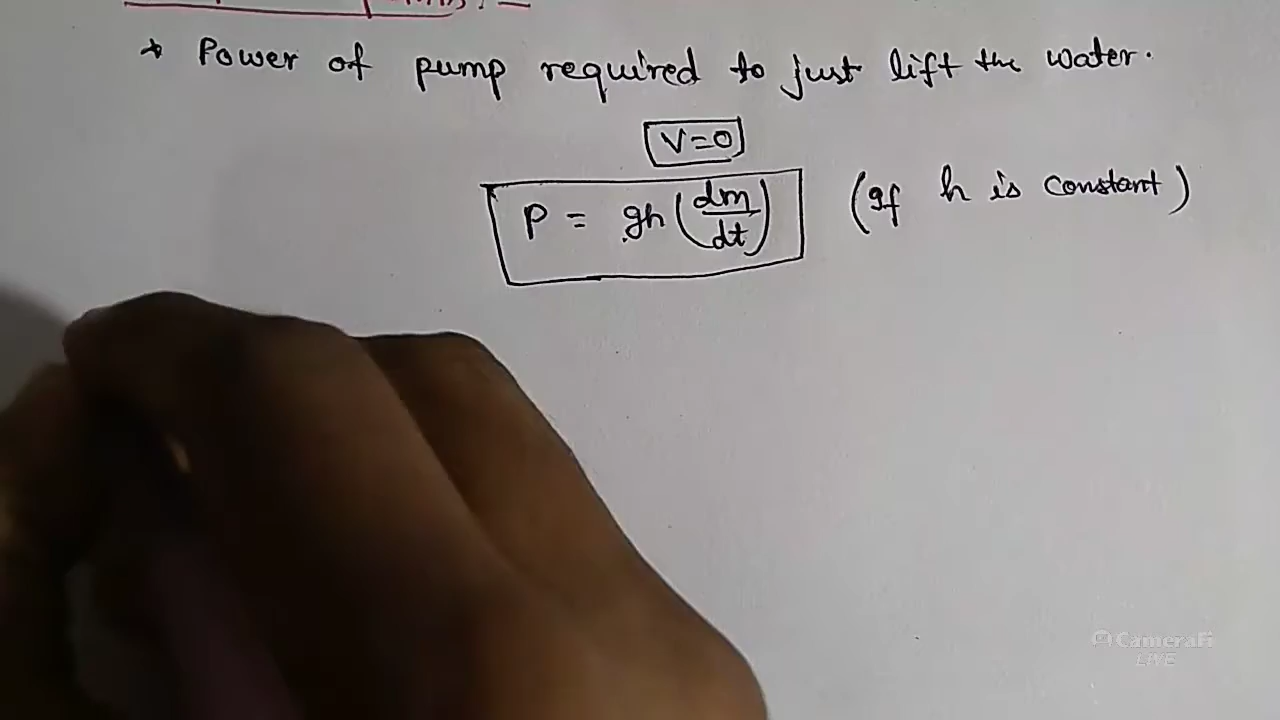 * Power of pump required to just lift the water.
V=0
P = gh (dm/dt) (If h is constant)
CameraFi
LIVE